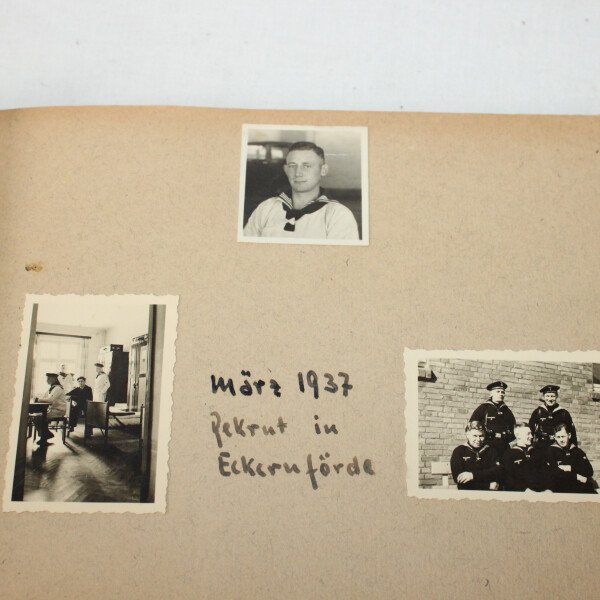 März 1937
Rekrut in
Eckernförde